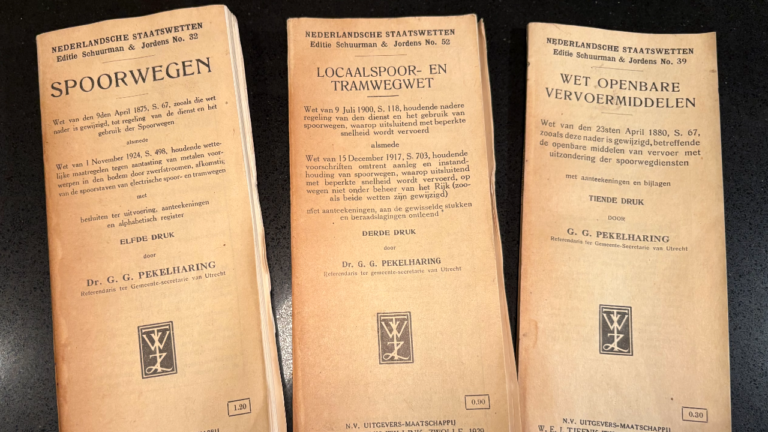 NEDERLANDSCHE STAATSWETTEN
Editie Schuurman & Jordens No. 32
SPOORWEGEN
Wet van den 9den April 1875, S. 67, zooals die wet
nader is gewijzigd, tot regeling van de dienst en het
gebruik der Spoorwegen
alsmede
Wet van 1 November 1924, S. 498, houdende wette-
lijke maatregelen tegen aantasting van metalen voor-
werpen in den bodem door zwerfstroomen, afkomstig
van de spoorstaven van electrische spoor- en tramwegen
met
besluiten ter uitvoering, aanteekeningen
en alphabetisch register
ELFDE DRUK
door
Dr. G. G. PEKELHARING
Referendaris ter Gemeente-secretarie van Utrecht
1.20
N.V. UITGEVERS-MAATSCHAPPIJ
NEDERLANDSCHE STAATSWETTEN
Editie Schuurman & Jordens No. 52
LOCAALSPOOR- EN
TRAMWEGWET
Wet van 9 Juli 1900, S. 118, houdende nadere
regeling van den dienst en het gebruik van
spoorwegen, waarop uitsluitend met beperkte
snelheid wordt vervoerd
alsmede
Wet van 15 December 1917, S. 703, houdende
voorschriften omtrent aanleg en instand-
houding van spoorwegen, waarop uitsluitend
met beperkte snelheid wordt vervoerd, op
wegen niet onder beheer van het Rijk (zoo-
als beide wetten zijn gewijzigd)
met aanteekeningen, aan de gewisselde stukken
en beraadslagingen ontleend
DERDE DRUK
door
Dr. G. G. PEKELHARING
Referendaris ter gemeente-secretarie van Utrecht
0.90
N.V. UITGEVERS-MAATSCHAPPIJ
NEDERLANDSCHE STAATSWETTEN
Editie Schuurman & Jordens No. 39
WET OPENBARE
VERVOERMIDDELEN
Wet van den 23sten April 1880, S. 67,
zooals deze nader is gewijzigd, betreffende
de openbare middelen van vervoer met
uitzondering der spoorwegdiensten
met aanteekeningen en bijlagen
TIENDE DRUK
DOOR
G. G. PEKELHARING
Referendaris ter Gemeente-Secretarie van Utrecht
0.30
N.V. UITGEVERS-MAATSCHAPPIJ